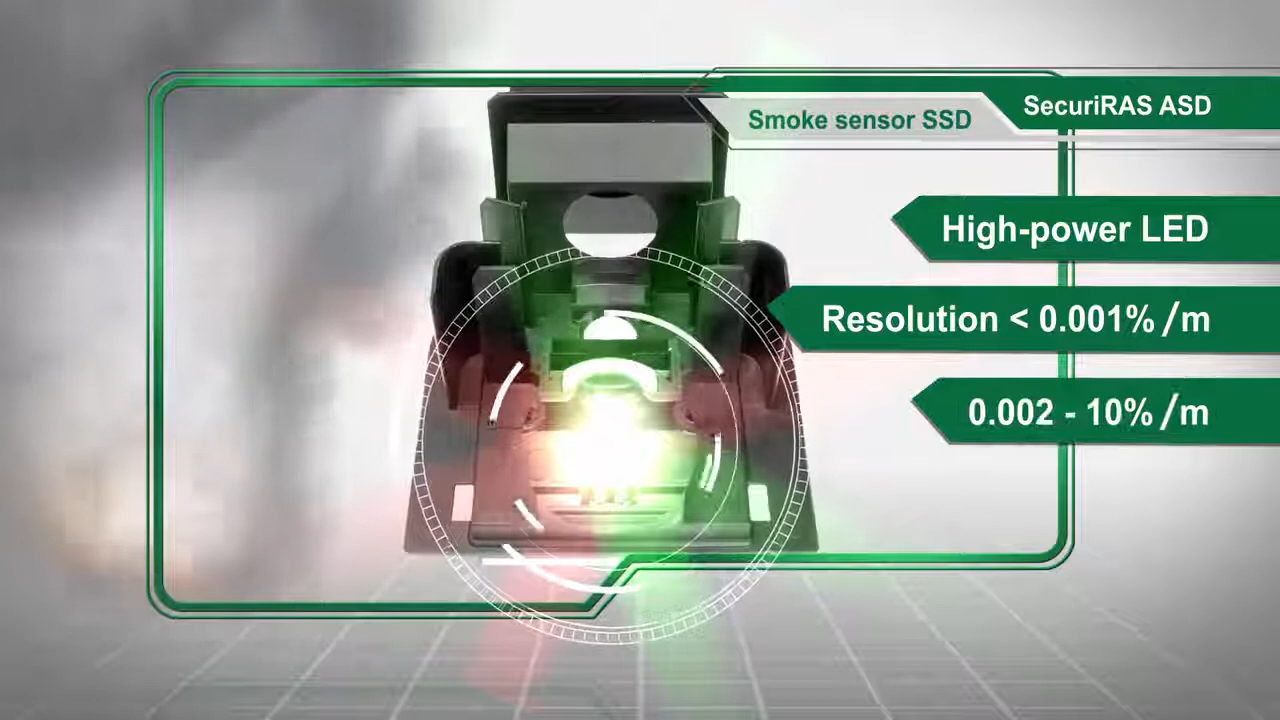 SecuriRAS ASD
Smoke sensor SSD
High-power LED
Resolution < 0.001% /m
0.002 - 10% /m